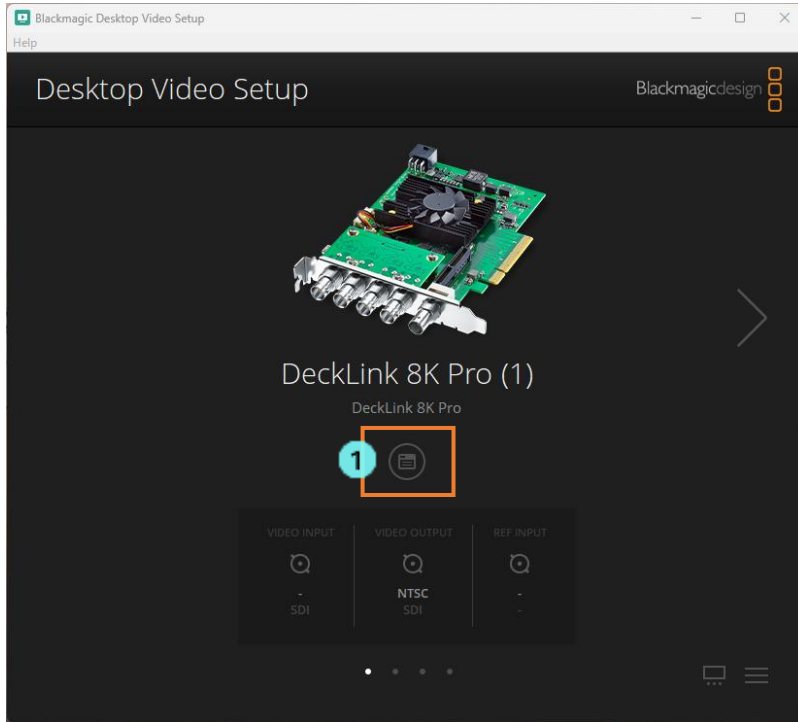 Blackmagic Desktop Video Setup
Help
Desktop Video Setup
Blackmagicdesign
DeckLink 8K Pro (1)
DeckLink 8K Pro
1
VIDEO INPUT VIDEO OUTPUT REF INPUT
- NTSC -
SDI SDI -